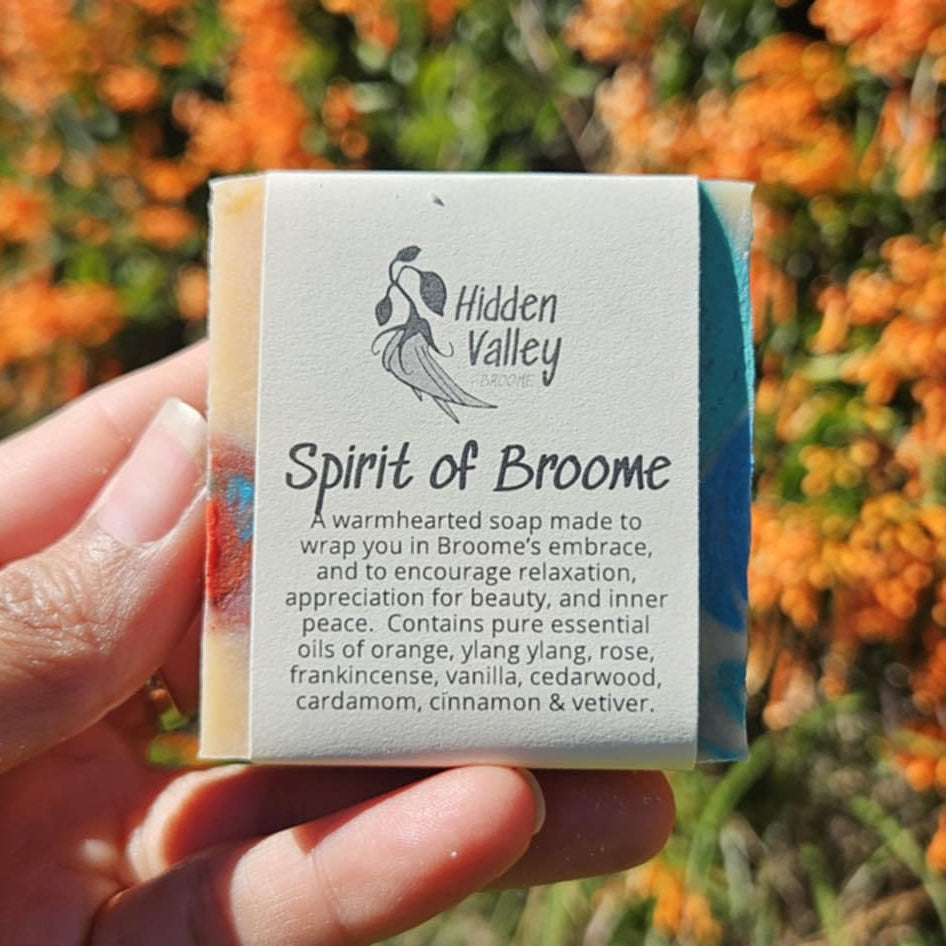 Hidden
Valley
BROOME
Spirit of Broome
A warmhearted soap made to
wrap you in Broome's embrace,
and to encourage relaxation,
appreciation for beauty, and inner
peace. Contains pure essential
oils of orange, ylang ylang, rose,
frankincense, vanilla, cedarwood,
cardamom, cinnamon & vetiver.